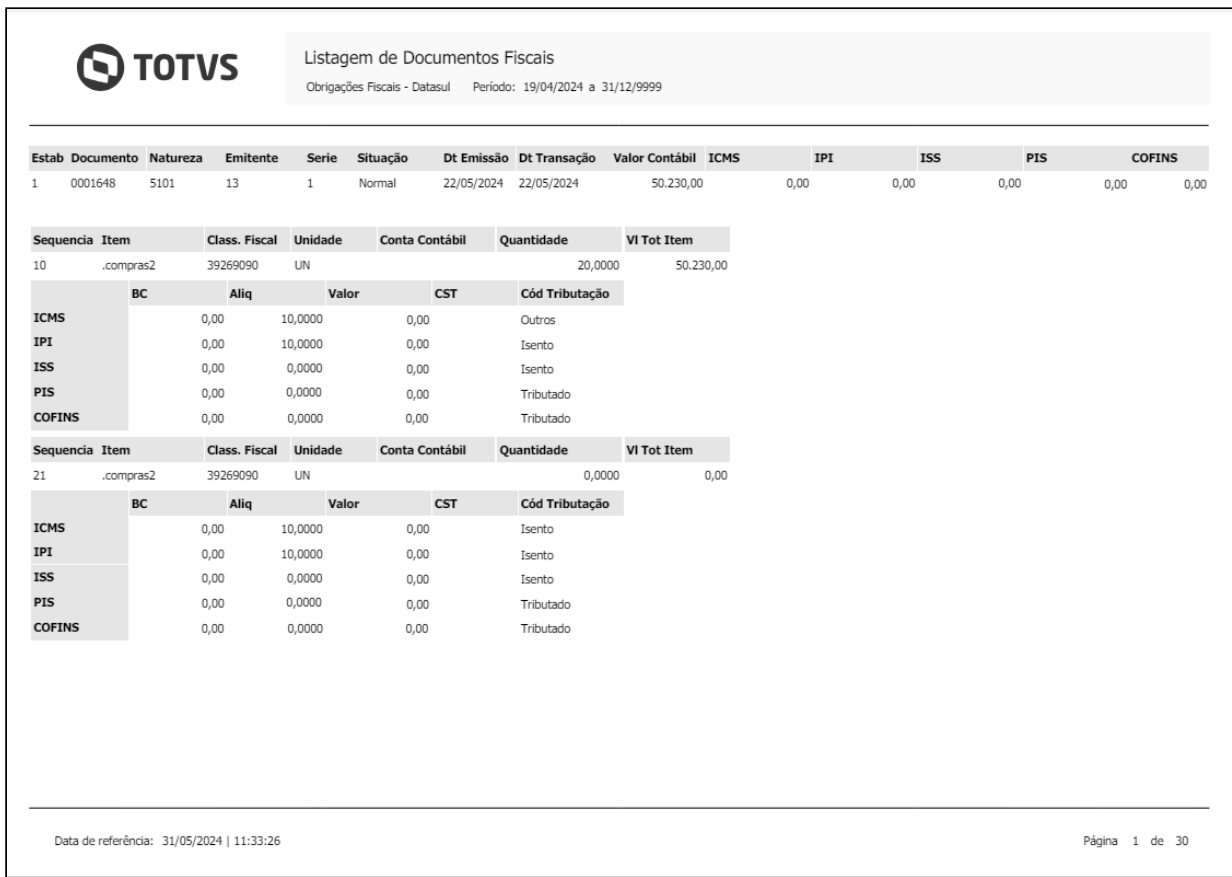 TOTVS
Listagem de Documentos Fiscais
Obrigações Fiscais - Datasul Período: 19/04/2024 a 31/12/9999
Estab Documento Natureza Emitente Serie Situação Dt Emissão Dt Transação Valor Contábil ICMS IPI ISS PIS COFINS
1 0001648 5101 13 1 Normal 22/05/2024 22/05/2024 50.230,00 0,00 0,00 0,00 0,00 0,00
Sequencia Item Class. Fiscal Unidade Conta Contábil Quantidade Vl Tot Item
10 .compras2 39269090 UN 20,0000 50.230,00
BC Aliq Valor CST Cód Tributação
ICMS 0,00 10,0000 0,00 Outros
IPI 0,00 10,0000 0,00 Isento
ISS 0,00 0,0000 0,00 Isento
PIS 0,00 0,0000 0,00 Tributado
COFINS 0,00 0,0000 0,00 Tributado
Sequencia Item Class. Fiscal Unidade Conta Contábil Quantidade Vl Tot Item
21 .compras2 39269090 UN 0,0000 0,00
BC Aliq Valor CST Cód Tributação
ICMS 0,00 10,0000 0,00 Isento
IPI 0,00 10,0000 0,00 Isento
ISS 0,00 0,0000 0,00 Isento
PIS 0,00 0,0000 0,00 Tributado
COFINS 0,00 0,0000 0,00 Tributado
Data de referência: 31/05/2024 | 11:33:26 Página 1 de 30